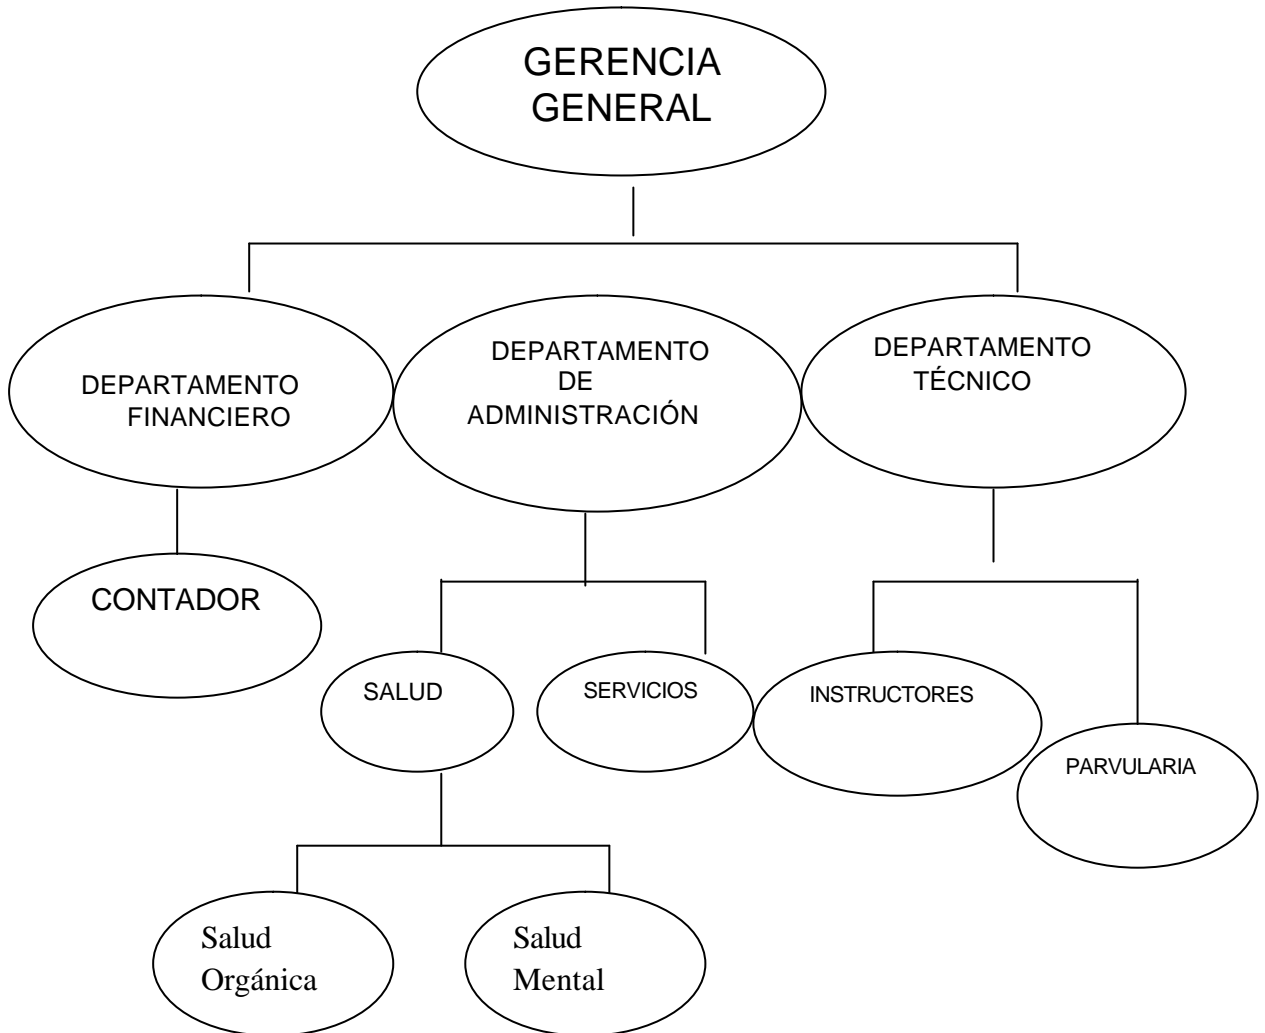 GERENCIA
GENERAL
DEPARTAMENTO
FINANCIERO
DEPARTAMENTO
DE
ADMINISTRACIÓN
DEPARTAMENTO
TÉCNICO
CONTADOR
SALUD
SERVICIOS
INSTRUCTORES
PARVULARIA
Salud
Orgánica
Salud
Mental